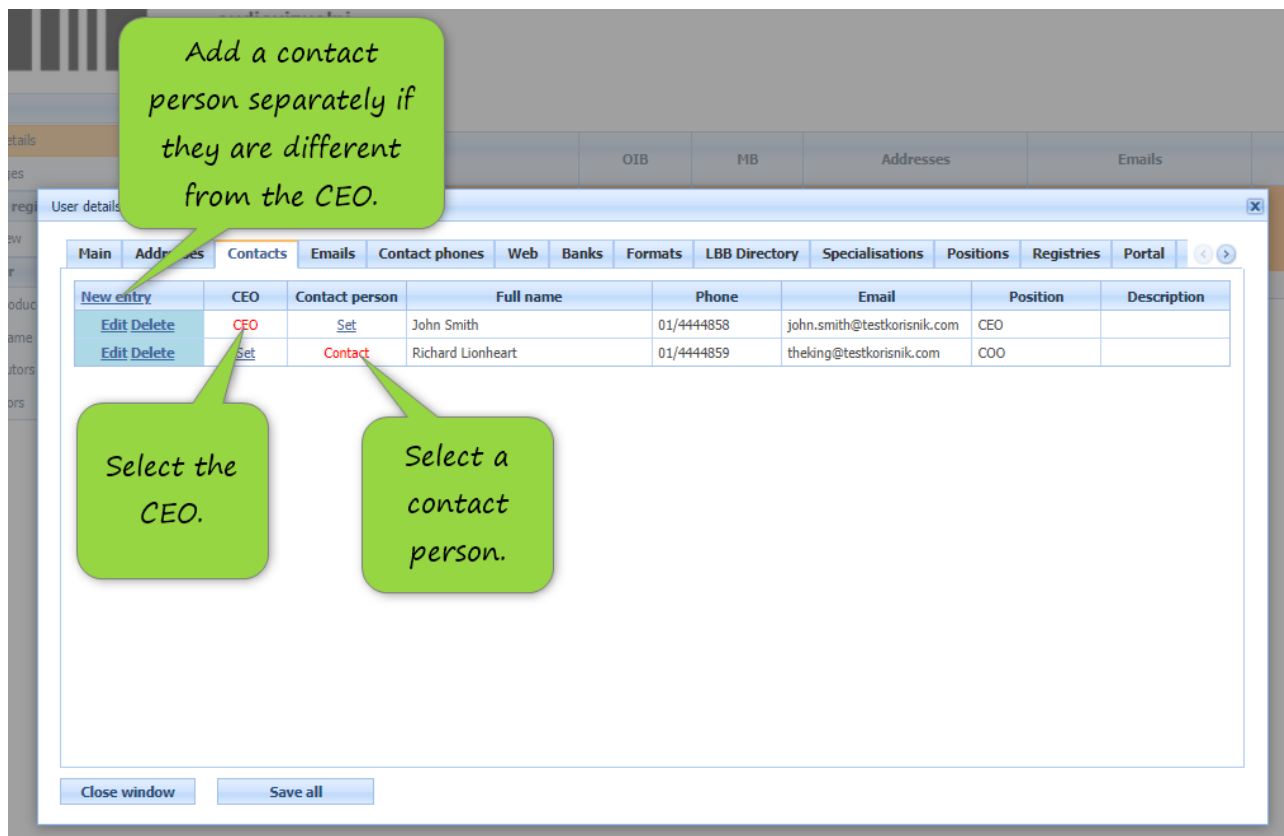 Add a contact
person separately if
they are different
from the CEO.
OIB MB Addresses Emails
User details
Main Addresses Contacts Emails Contact phones Web Banks Formats LBB Directory Specialisations Positions Registries Portal
New entry CEO Contact person Full name Phone Email Position Description
Edit Delete CEO Set John Smith 01/4444858 john.smith@testkorisnik.com CEO
Edit Delete Set Contact Richard Lionheart 01/4444859 theking@testkorisnik.com COO
Select the
CEO.
Select a
contact
person.
Close window Save all